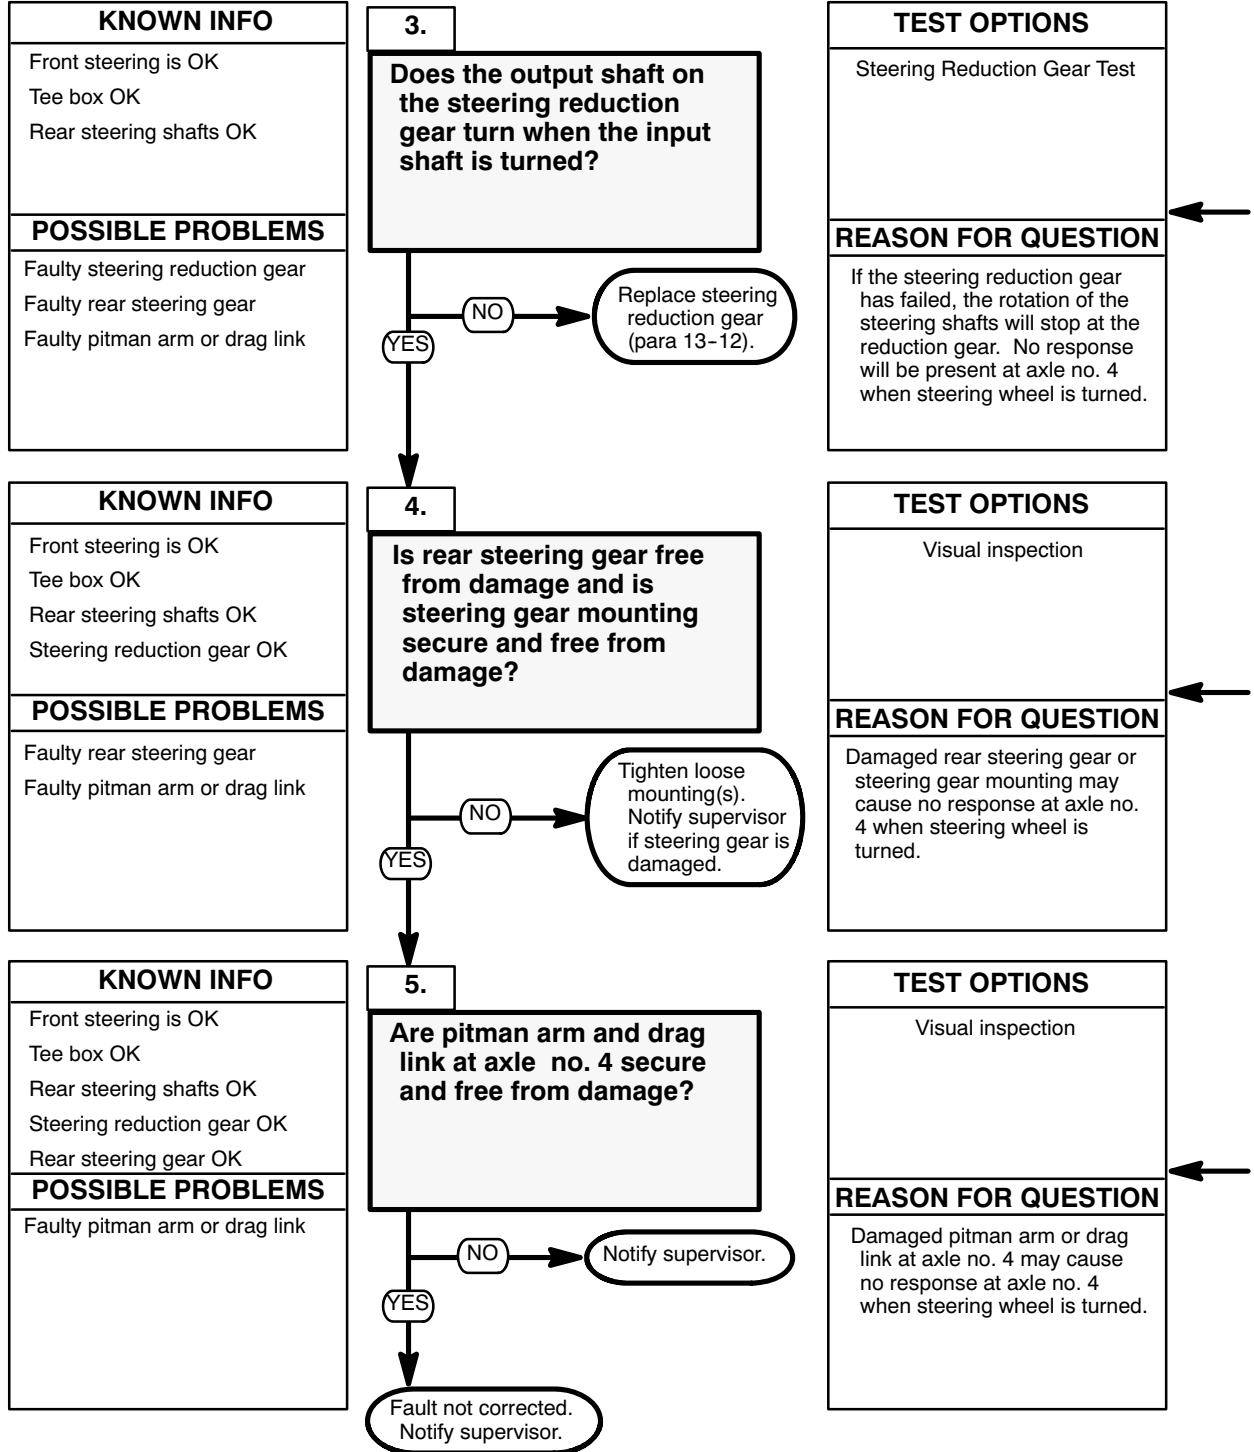 KNOWN INFO
Front steering is OK
Tee box OK
Rear steering shafts OK
POSSIBLE PROBLEMS
Faulty steering reduction gear
Faulty rear steering gear
Faulty pitman arm or drag link
3.
Does the output shaft on
the steering reduction
gear turn when the input
shaft is turned?
NO
Replace steering
reduction gear
(para 13-12).
YES
TEST OPTIONS
Steering Reduction Gear Test
REASON FOR QUESTION
If the steering reduction gear
has failed, the rotation of the
steering shafts will stop at the
reduction gear. No response
will be present at axle no. 4
when steering wheel is turned.
KNOWN INFO
Front steering is OK
Tee box OK
Rear steering shafts OK
Steering reduction gear OK
POSSIBLE PROBLEMS
Faulty rear steering gear
Faulty pitman arm or drag link
4.
Is rear steering gear free
from damage and is
steering gear mounting
secure and free from
damage?
NO
Tighten loose
mounting(s).
Notify supervisor
if steering gear is
damaged.
YES
TEST OPTIONS
Visual inspection
REASON FOR QUESTION
Damaged rear steering gear or
steering gear mounting may
cause no response at axle no.
4 when steering wheel is
turned.
KNOWN INFO
Front steering is OK
Tee box OK
Rear steering shafts OK
Steering reduction gear OK
Rear steering gear OK
POSSIBLE PROBLEMS
Faulty pitman arm or drag link
5.
Are pitman arm and drag
link at axle no. 4 secure
and free from damage?
NO
Notify supervisor.
YES
Fault not corrected.
Notify supervisor.
TEST OPTIONS
Visual inspection
REASON FOR QUESTION
Damaged pitman arm or drag
link at axle no. 4 may cause
no response at axle no. 4
when steering wheel is turned.